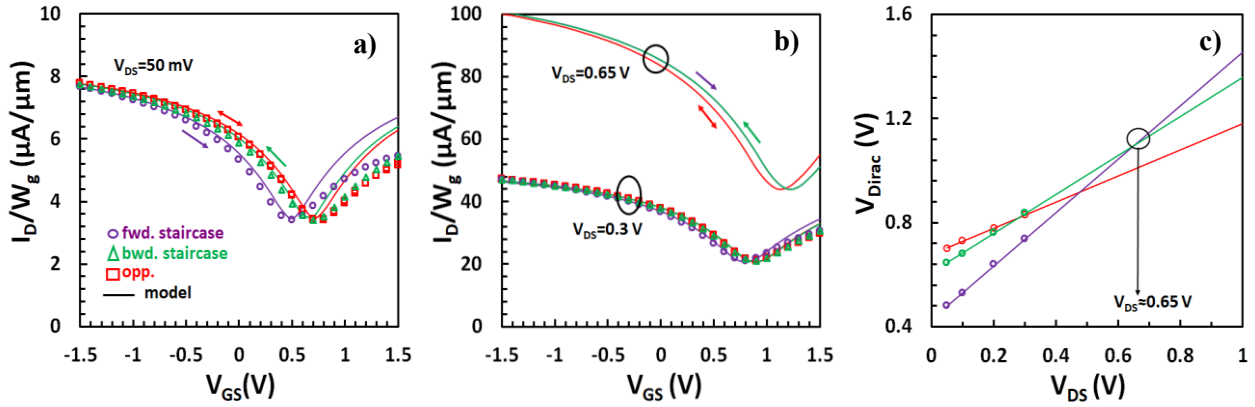 a)
10
8
6
4
2
0
I_D/W_g (μA/μm)
V_DS=50 mV
fwd. staircase
bwd. staircase
opp.
model
-1.5 -1 -0.5 0 0.5 1 1.5
V_GS(V)
b)
100
80
60
40
20
0
I_D/W_g (μA/μm)
V_DS=0.65 V
V_DS=0.3 V
-1.5 -1 -0.5 0 0.5 1 1.5
V_GS (V)
c)
1.6
1.2
0.8
0.4
V_Dirac (V)
V_DS≈0.65 V
0 0.2 0.4 0.6 0.8 1
V_DS (V)